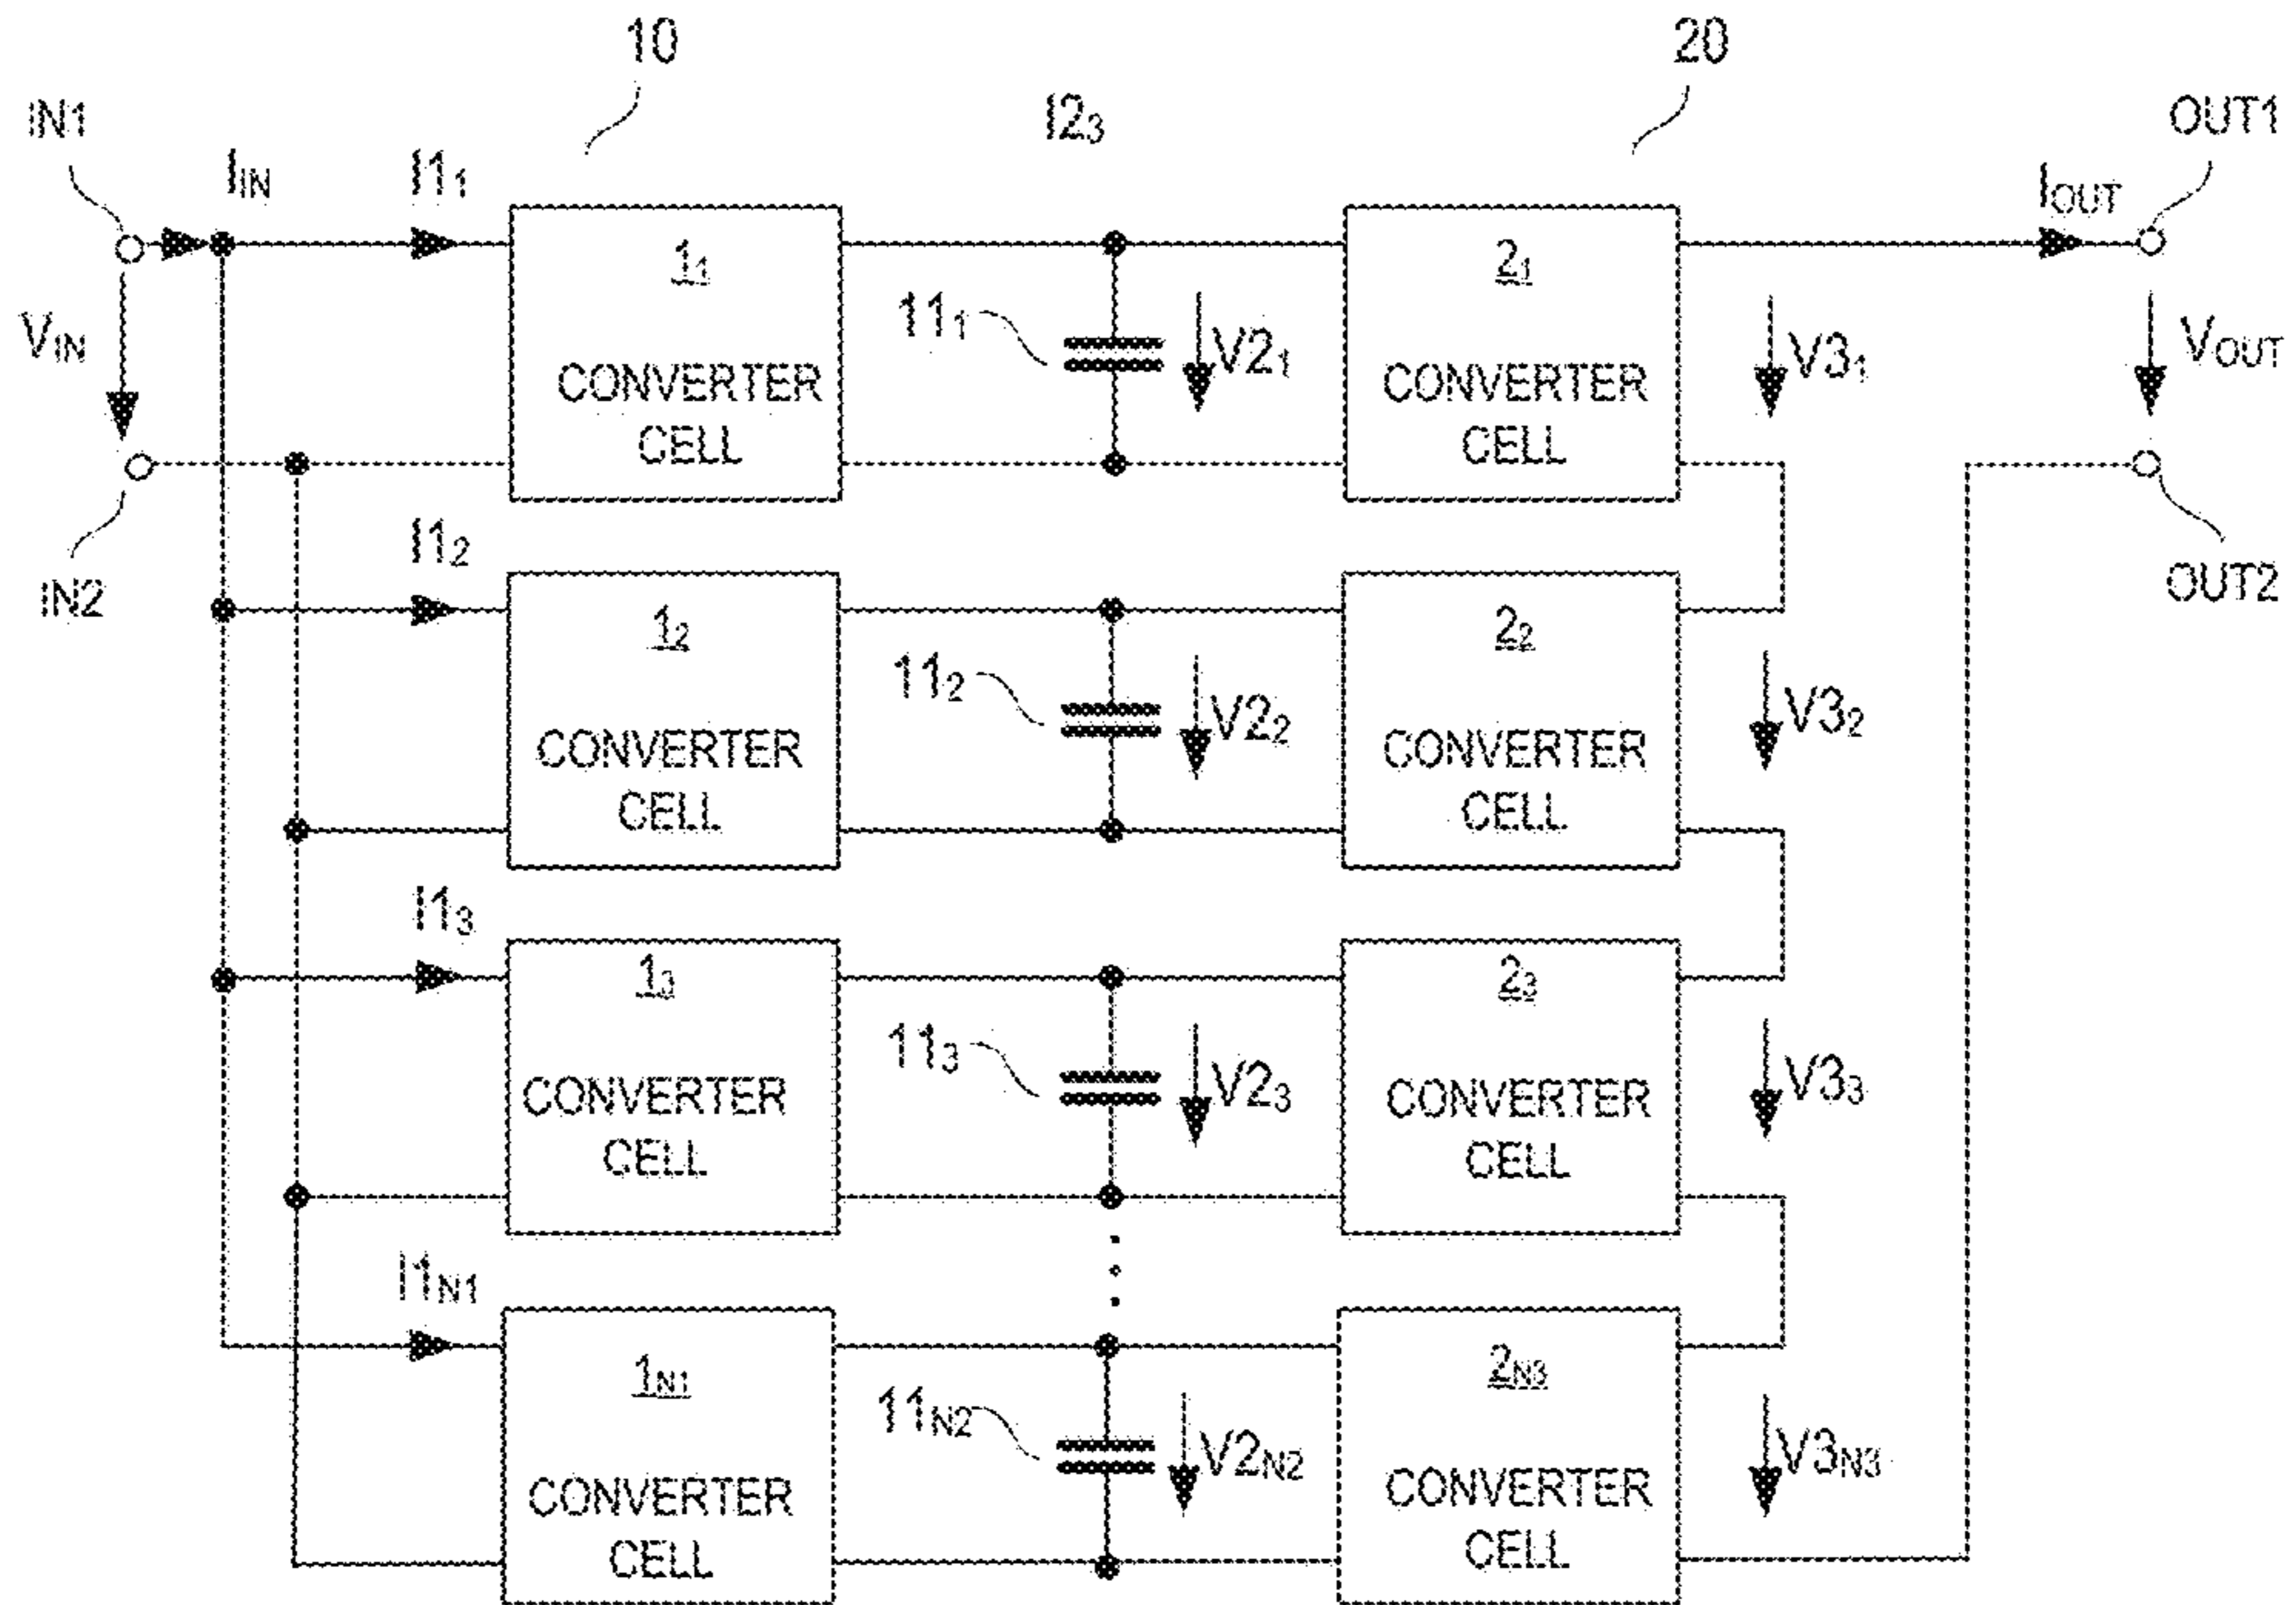 10
20
IN1
I2₃
OUT1
I_IN
I1₁
I_OUT
1₁
2₁
11₁
V_IN
V2₁
V3₁
V_OUT
CONVERTER
CELL
CONVERTER
CELL
IN2
I1₂
OUT2
1₂
2₂
11₂
V2₂
V3₂
CONVERTER
CELL
CONVERTER
CELL
I1₃
1₃
2₃
11₃
V2₃
V3₃
CONVERTER
CELL
CONVERTER
CELL
I1_N1
1_N1
2_N3
11_N2
V2_N2
V3_N3
CONVERTER
CELL
CONVERTER
CELL